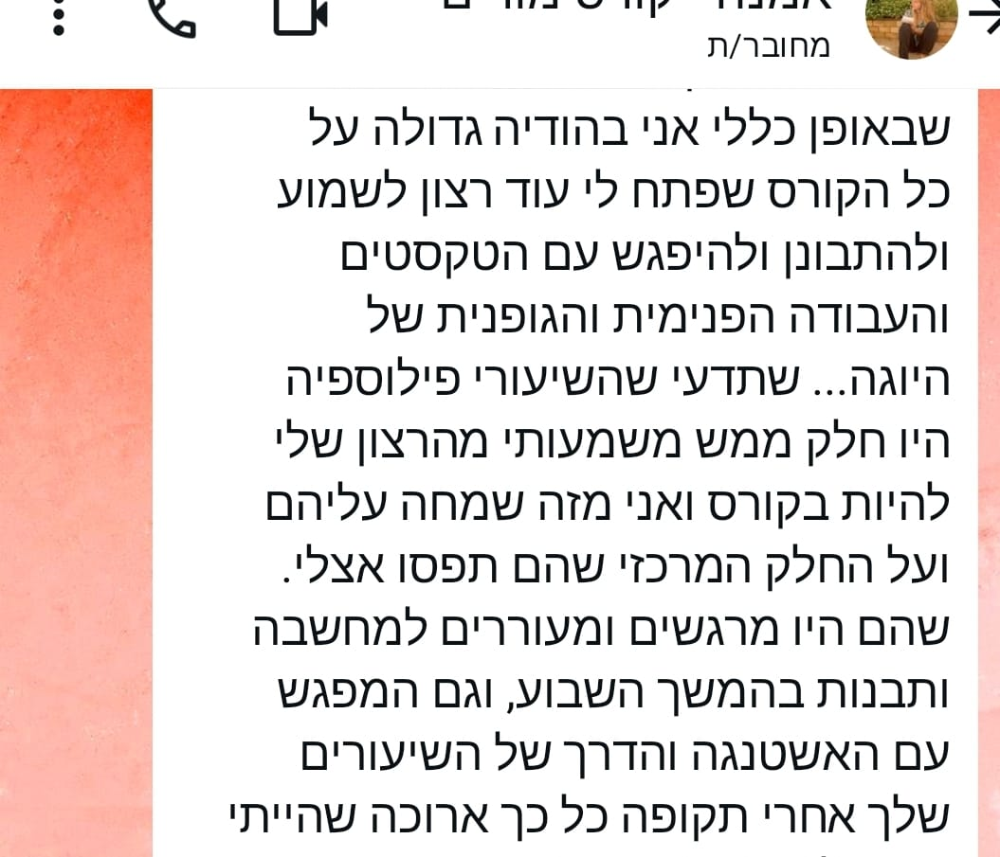 מחובר/ת
שבאופן כללי אני בהודיה גדולה על
כל הקורס שפתח לי עוד רצון לשמוע
ולהתבונן ולהיפגש עם הטקסטים
והעבודה הפנימית והגופנית של
היוגה... שתדעי שהשיעורי פילוספיה
היו חלק ממש משמעותי מהרצון שלי
להיות בקורס ואני מזה שמחה עליהם
ועל החלק המרכזי שהם תפסו אצלי.
שהם היו מרגשים ומעוררים למחשבה
ותבנות בהמשך השבוע, וגם המפגש
עם האשטנגה והדרך של השיעורים
שלך אחרי תקופה כל כך ארוכה שהייתי